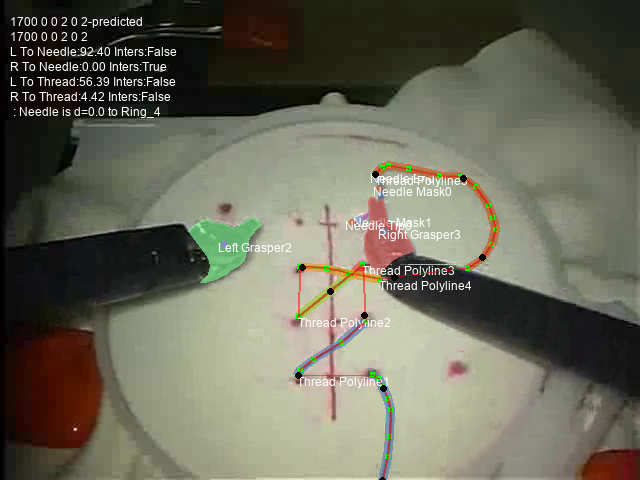 1700 0 0 2 0 2-predicted
1700 0 0 2 0 2
L To Needle:92.40 Inters:False
R To Needle:0.00 Inters:True
L To Thread:56.39 Inters:False
R To Thread:4.42 Inters:False
: Needle is d=0.0 to Ring_4
Thread Polyline
Needle Mask0
Mask1
Needle
Right Grasper3
Left Grasper2
Thread Polyline3
Thread Polyline4
Thread Polyline2
Thread Polyline1